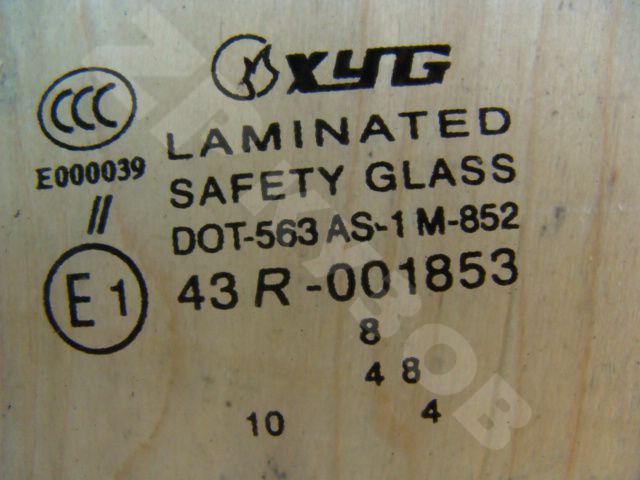 XYG
CCC
LAMINATED
E000039
SAFETY GLASS
//
DOT-563 AS-1 M-852
E1
43 R -001853
8
4 8
10 4